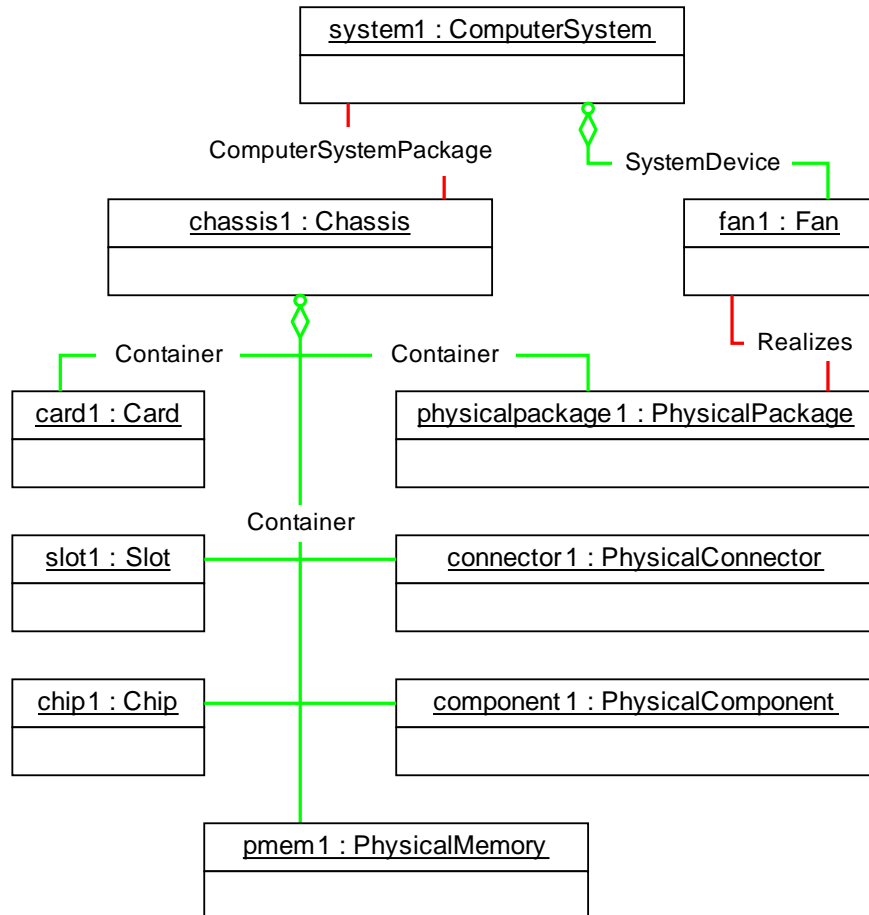 system1 : ComputerSystem
ComputerSystemPackage
SystemDevice
chassis1 : Chassis
fan1 : Fan
Realizes
Container
Container
card1 : Card
physicalpackage1 : PhysicalPackage
Container
slot1 : Slot
connector1 : PhysicalConnector
chip1 : Chip
component1 : PhysicalComponent
pmem1 : PhysicalMemory